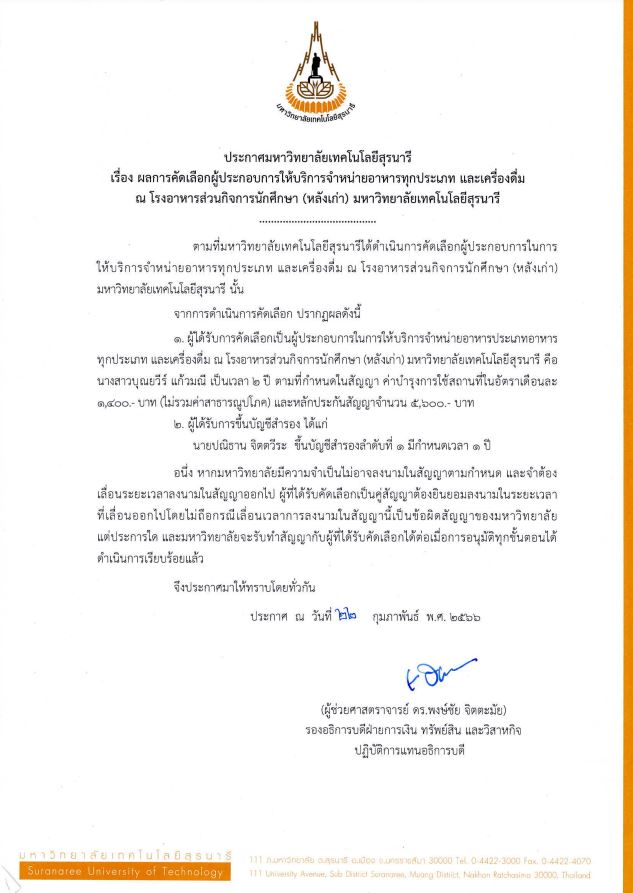 มหาวิทยาลัยเทคโนโลยีสุรนารี
ประกาศมหาวิทยาลัยเทคโนโลยีสุรนารี
เรื่อง ผลการคัดเลือกผู้ประกอบการให้บริการจำหน่ายอาหารทุกประเภท และเครื่องดื่ม
ณ โรงอาหารส่วนกิจการนักศึกษา (หลังเก่า) มหาวิทยาลัยเทคโนโลยีสุรนารี
.......................................
ตามที่มหาวิทยาลัยเทคโนโลยีสุรนารีได้ดำเนินการคัดเลือกผู้ประกอบการในการ
ให้บริการจำหน่ายอาหารทุกประเภท และเครื่องดื่ม ณ โรงอาหารส่วนกิจการนักศึกษา (หลังเก่า)
มหาวิทยาลัยเทคโนโลยีสุรนารี นั้น
จากการดำเนินการคัดเลือก ปรากฏผลดังนี้
๑. ผู้ได้รับการคัดเลือกเป็นผู้ประกอบการในการให้บริการจำหน่ายอาหารประเภทอาหาร
ทุกประเภท และเครื่องดื่ม ณ โรงอาหารส่วนกิจการนักศึกษา (หลังเก่า) มหาวิทยาลัยเทคโนโลยีสุรนารี คือ
นางสาวบุณยวีร์ แก้วมณี เป็นเวลา ๒ ปี ตามที่กำหนดในสัญญา ค่าบำรุงการใช้สถานที่ในอัตราเดือนละ
๑,๔๐๐.- บาท (ไม่รวมค่าสาธารณูปโภค) และหลักประกันสัญญาจำนวน ๕,๖๐๐.- บาท
๒. ผู้ได้รับการขึ้นบัญชีสำรอง ได้แก่
นายปณิธาน จิตตวีระ ขึ้นบัญชีสำรองลำดับที่ ๑ มีกำหนดเวลา ๑ ปี
อนึ่ง หากมหาวิทยาลัยมีความจำเป็นไม่อาจลงนามในสัญญาตามกำหนด และจำต้อง
เลื่อนระยะเวลาลงนามในสัญญาออกไป ผู้ที่ได้รับคัดเลือกเป็นคู่สัญญาต้องยินยอมลงนามในระยะเวลา
ที่เลื่อนออกไปโดยไม่ถือกรณีเลื่อนเวลาการลงนามในสัญญานี้เป็นข้อผิดสัญญาของมหาวิทยาลัย
แต่ประการใด และมหาวิทยาลัยจะรับทำสัญญากับผู้ที่ได้รับคัดเลือกได้ต่อเมื่อการอนุมัติทุกขั้นตอนได้
ดำเนินการเรียบร้อยแล้ว
จึงประกาศมาให้ทราบโดยทั่วกัน
ประกาศ ณ วันที่ ๒๒ กุมภาพันธ์ พ.ศ. ๒๕๖๖
(ผู้ช่วยศาสตราจารย์ ดร.พงษ์ชัย จิตตะมัย)
รองอธิการบดีฝ่ายการเงิน ทรัพย์สิน และวิสาหกิจ
ปฏิบัติการแทนอธิการบดี
มหาวิทยาลัยเทคโนโลยีสุรนารี
Suranaree University of Technology
111 ถ.มหาวิทยาลัย ต.สุรนารี อ.เมือง จ.นครราชสีมา 30000 Tel. 0-4422-3000 Fax. 0-4422-4070
111 University Avenue, Sub District Suranaree, Muang District, Nakhon Ratchasima 30000, Thailand